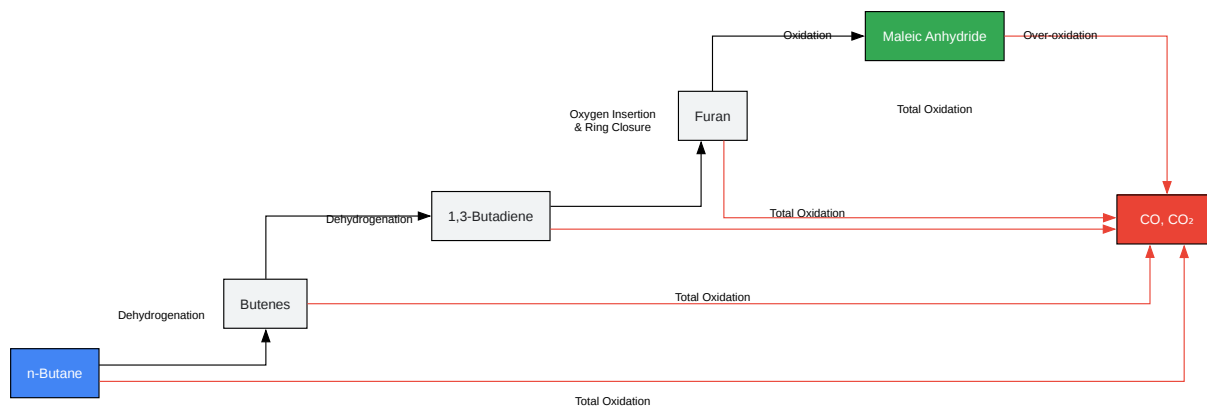 Oxidation
Maleic Anhydride
Over-oxidation
Oxygen Insertion
& Ring Closure
Furan
Total Oxidation
Dehydrogenation
1,3-Butadiene
Total Oxidation
CO, CO₂
Dehydrogenation
Butenes
Total Oxidation
n-Butane
Total Oxidation